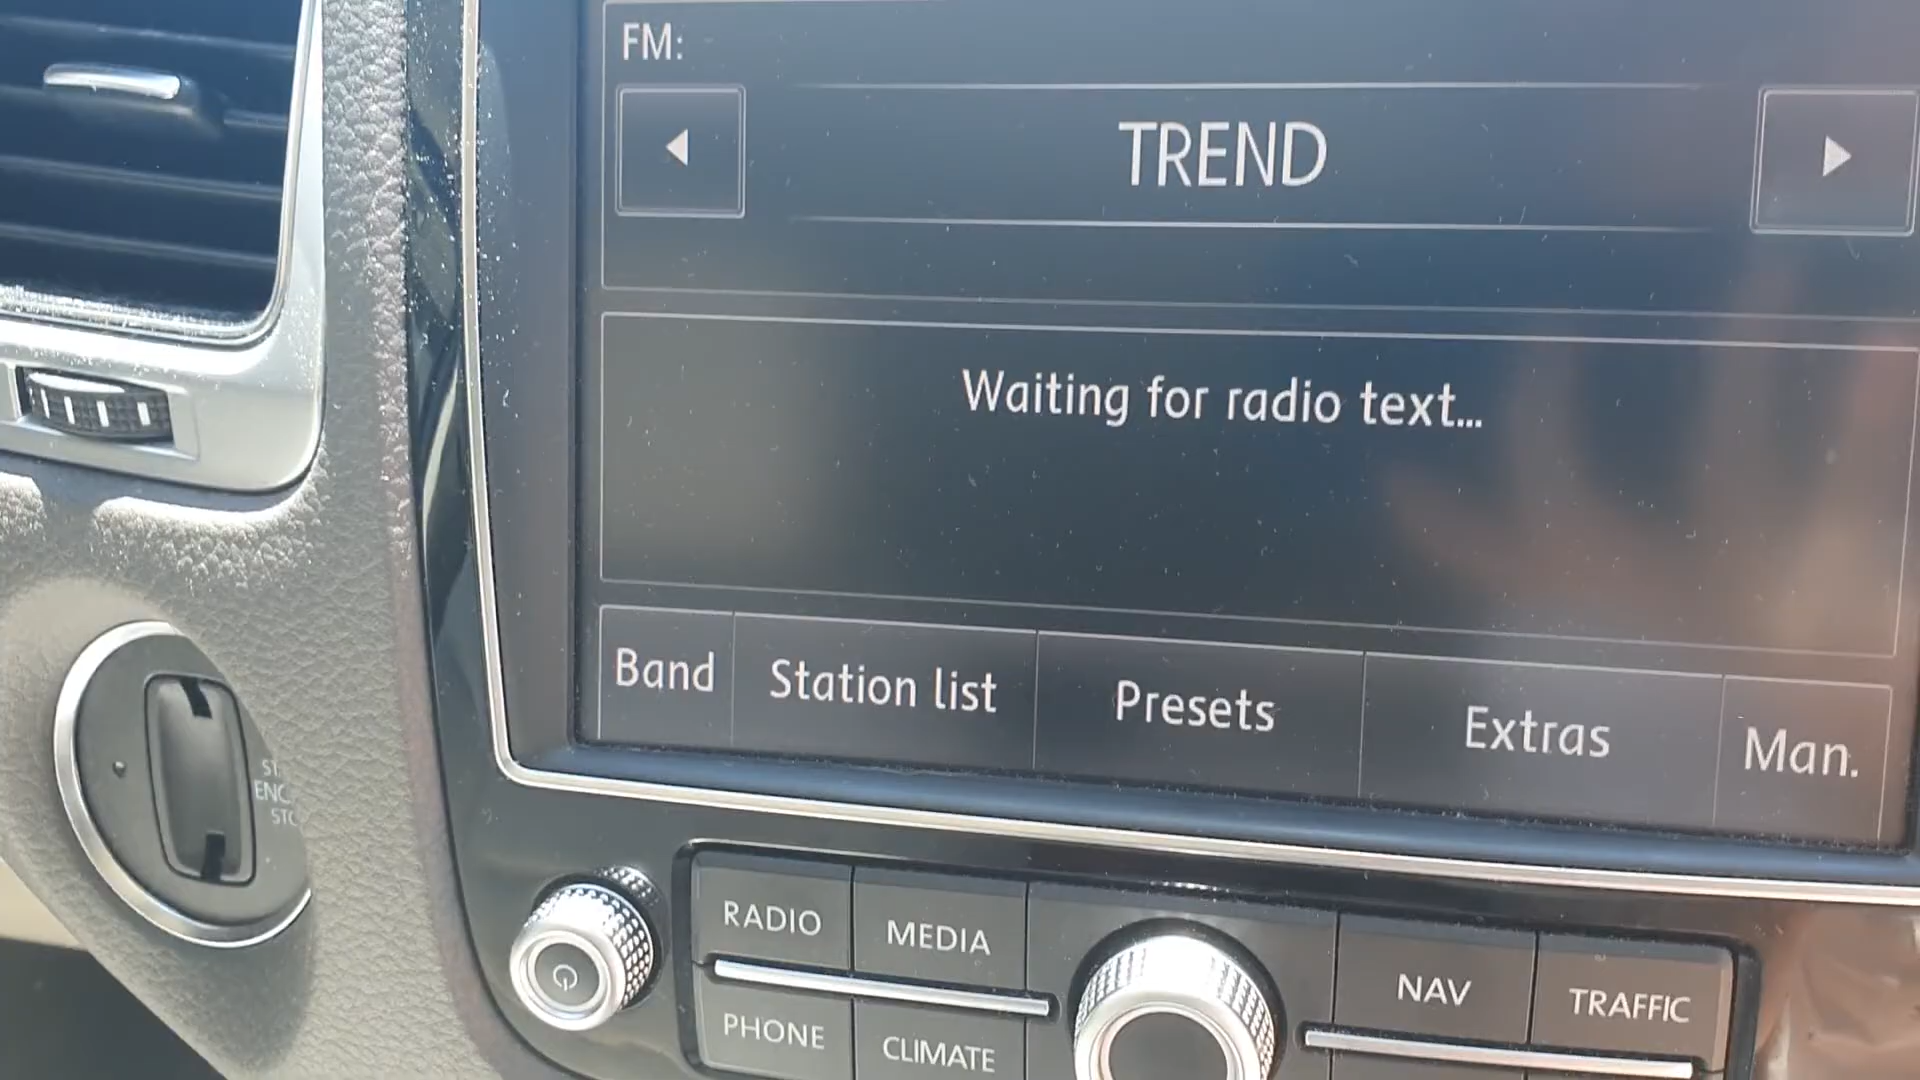 FM:
TREND
Waiting for radio text...
Band
Station list
Presets
Extras
Man.
RADIO
MEDIA
NAV
TRAFFIC
PHONE
CLIMATE